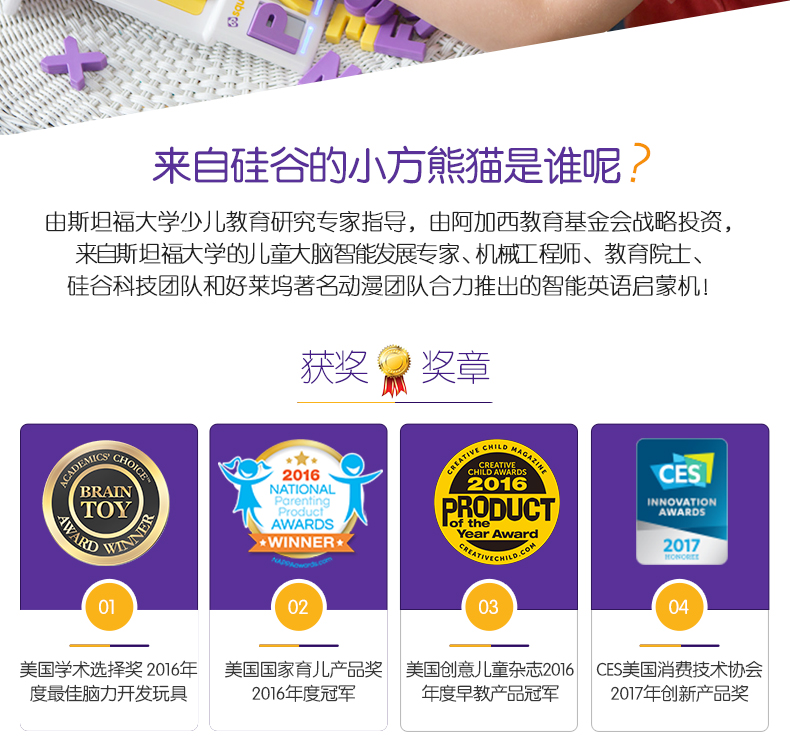 squ
P
来自硅谷的小方熊猫是谁呢?
由斯坦福大学少儿教育研究专家指导，由阿加西教育基金会战略投资，
来自斯坦福大学的儿童大脑智能发展专家、机械工程师、教育院士、
硅谷科技团队和好莱坞著名动漫团队合力推出的智能英语启蒙机!
获奖 奖章
ACADEMICS' CHOICE™
BRAIN
TOY
AWARD WINNER
2016
NATIONAL
Parenting
Product
AWARDS
WINNER
NAPPAawards.com
CREATIVE CHILD MAGAZINE
CREATIVE
CHILD AWARDS
2016
PRODUCT
of the
Year Award
CREATIVECHILD.COM
CES
INNOVATION
AWARDS
2017
HONOREE
01
02
03
04
美国学术选择奖 2016年
度最佳脑力开发玩具
美国国家育儿产品奖
2016年度冠军
美国创意儿童杂志2016
年度早教产品冠军
CES美国消费技术协会
2017年创新产品奖